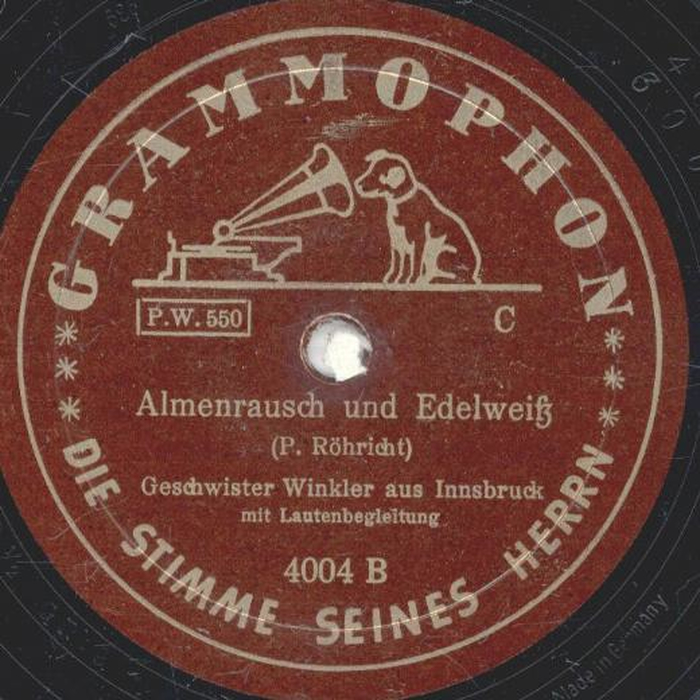 GRAMMOPHON
P.W. 550
C
Almenrausch und Edelweiß
(P. Röhricht)
Geschwister Winkler aus Innsbruck
mit Lautenbegleitung
4004 B
*** DIE STIMME SEINES HERRN ***
Made in Germany